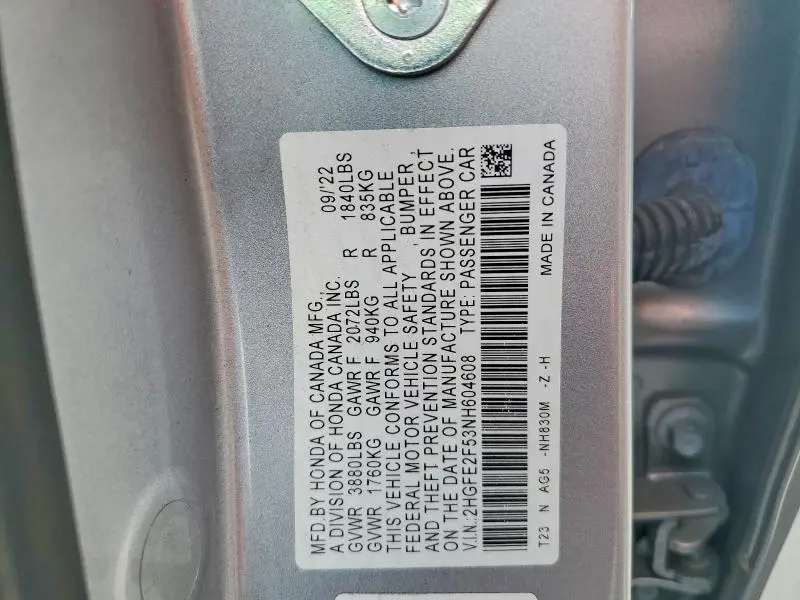 MFD.BY HONDA OF CANADA MFG., 09/'22
A DIVISION OF HONDA CANADA INC.
GVWR 3880LBS GAWR F 2072LBS R 1840LBS
GVWR 1760KG GAWR F 940KG R 835KG
THIS VEHICLE CONFORMS TO ALL APPLICABLE
FEDERAL MOTOR VEHICLE SAFETY , BUMPER ,
AND THEFT PREVENTION STANDARDS IN EFFECT
ON THE DATE OF MANUFACTURE SHOWN ABOVE.
V.I.N.:2HGFE2F53NH604608 TYPE: PASSENGER CAR
T23 N AG5 -NH830M -Z -H MADE IN CANADA